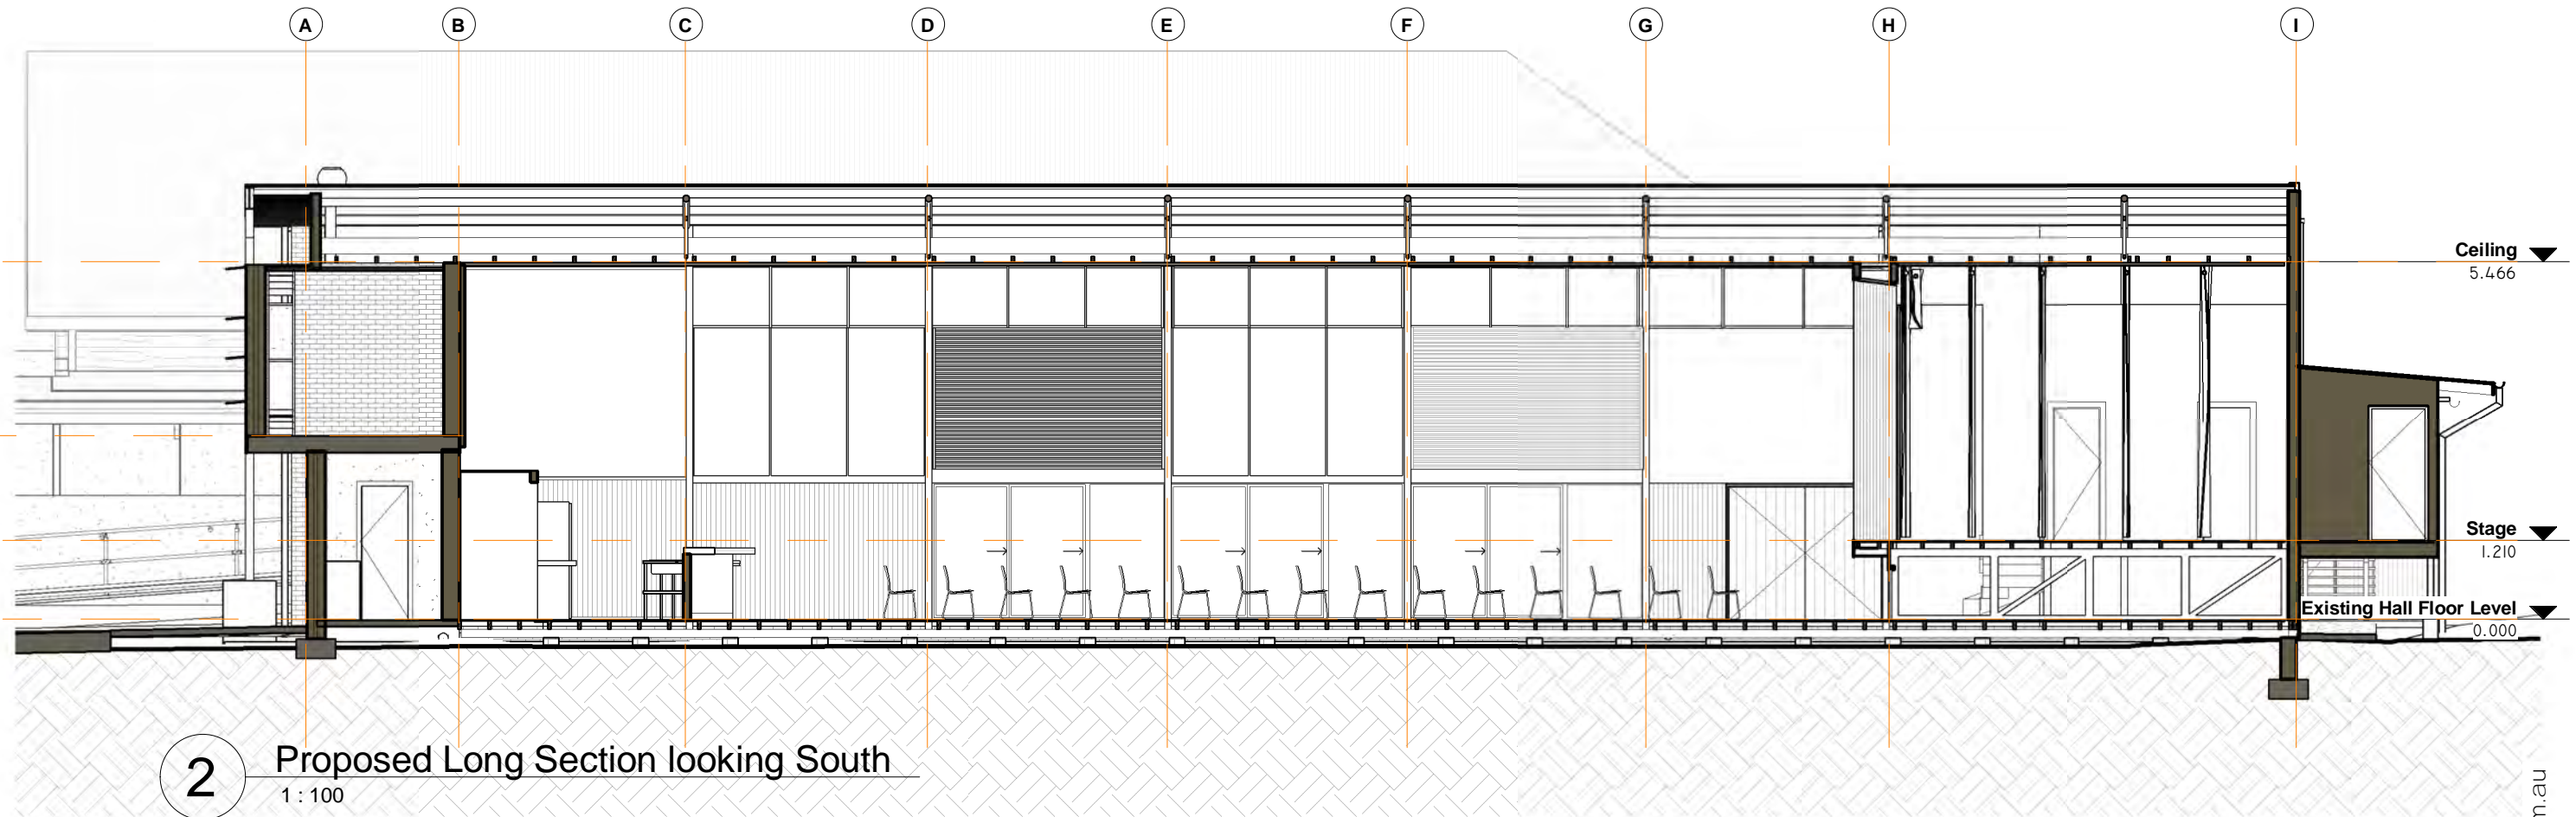 A B C D E F G H I
Ceiling
5.466
Stage
1.210
Existing Hall Floor Level
0.000
2
Proposed Long Section looking South
1 : 100
m.au